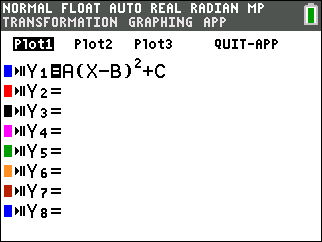 NORMAL FLOAT AUTO REAL RADIAN MP
TRANSFORMATION GRAPHING APP
Plot1 Plot2 Plot3 QUIT-APP
Y₁=A(X-B)²+C
Y₂=
Y₃=
Y₄=
Y₅=
Y₆=
Y₇=
Y₈=